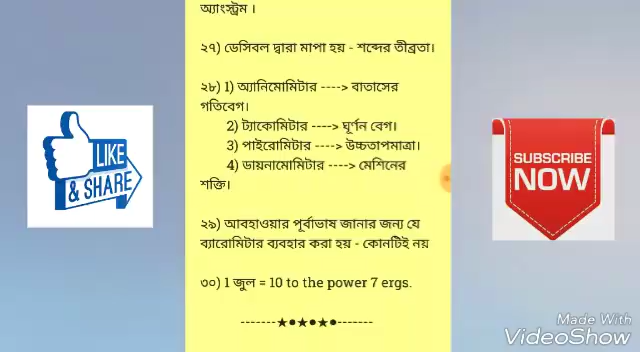 অ্যাংস্ট্রম ।
২৭) ডেসিবল দ্বারা মাপা হয় - শব্দের তীব্রতা।
২৮) 1) অ্যানিমোমিটার ----> বাতাসের
গতিবেগ।
2) ট্যাকোমিটার ----> ঘূর্ণন বেগ।
3) পাইরোমিটার ----> উচ্চতাপমাত্রা।
4) ডায়নামোমিটার ----> মেশিনের
শক্তি।
২৯) আবহাওয়ার পূর্বাভাষ জানার জন্য যে
ব্যারোমিটার ব্যবহার করা হয় - কোনটিই নয়
৩০) 1 জুল = 10 to the power 7 ergs.
-------★●★●★●-------
LIKE
& SHARE
SUBSCRIBE
NOW
Made With
VideoShow